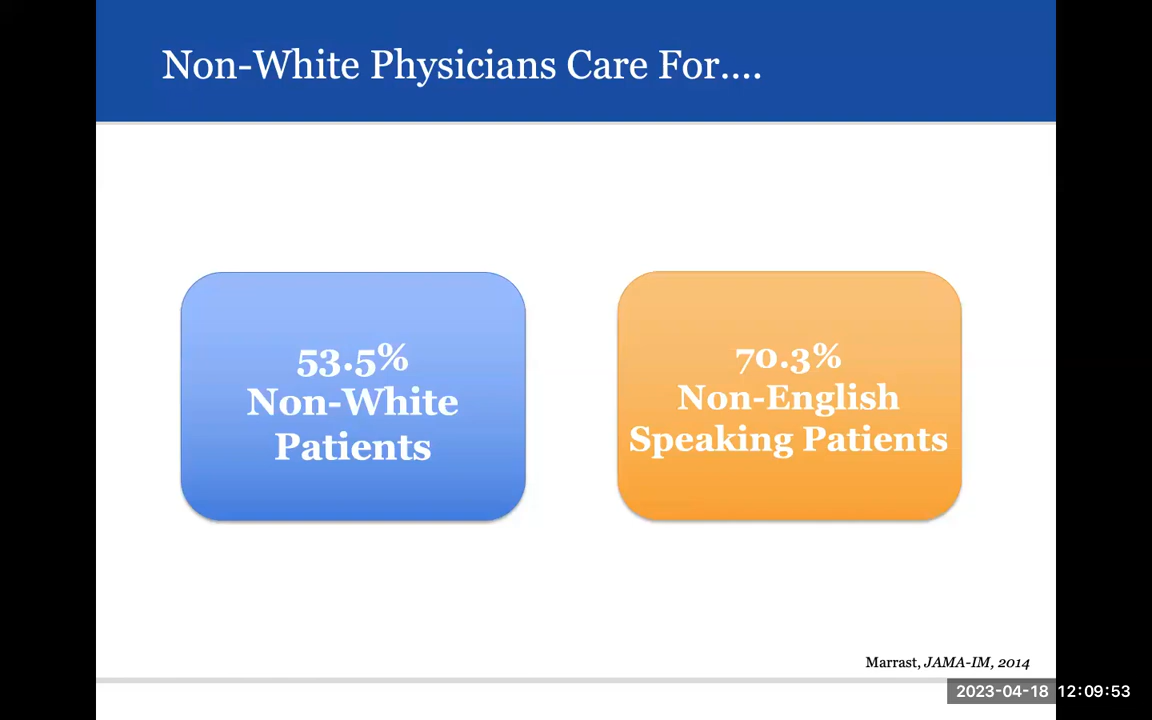 Non-White Physicians Care For....
53.5%
Non-White
Patients
70.3%
Non-English
Speaking Patients
Marrast, JAMA-IM, 2014
2023-04-18 12:09:53